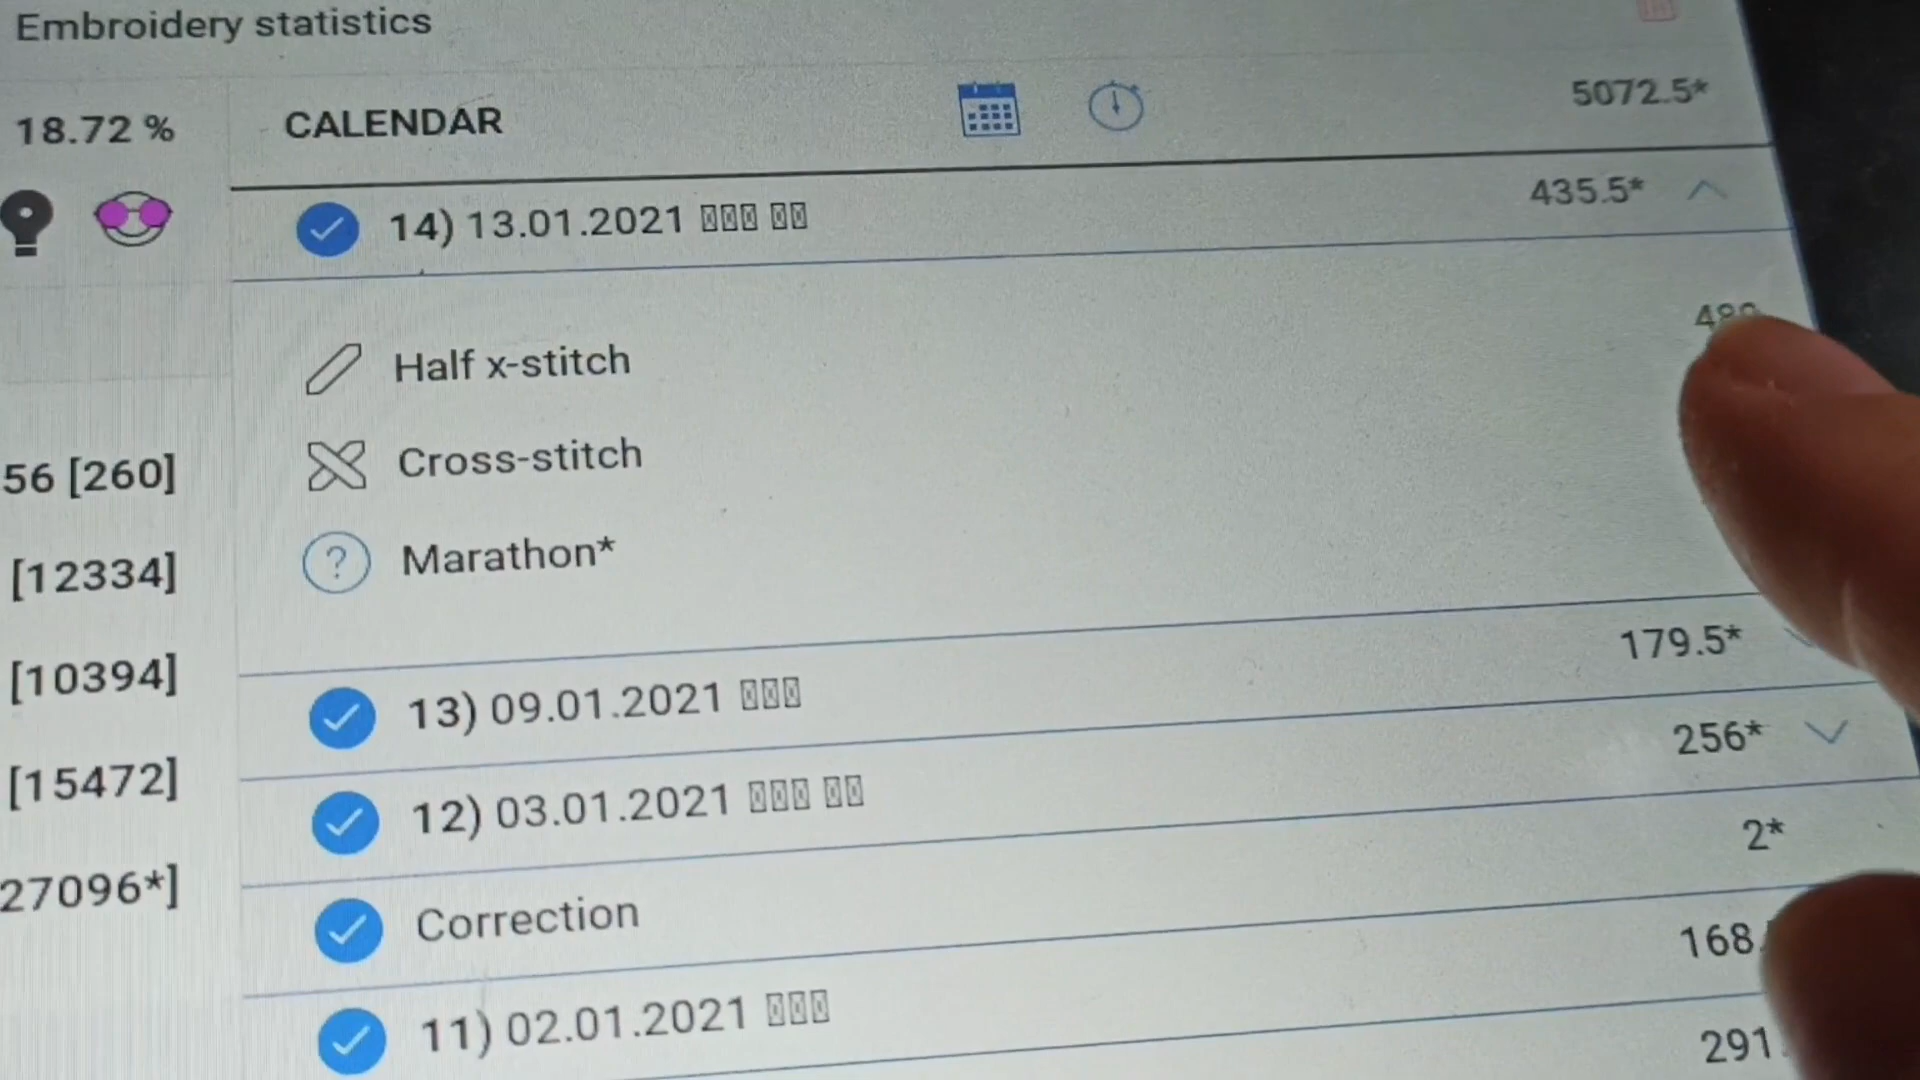 Embroidery statistics
18.72 %
CALENDAR
5072.5*
14) 13.01.2021
435.5*
Half x-stitch
Cross-stitch
Marathon*
56 [260]
[12334]
[10394]
[15472]
27096*]
13) 09.01.2021
179.5*
12) 03.01.2021
256*
Correction
2*
11) 02.01.2021
168.
291.